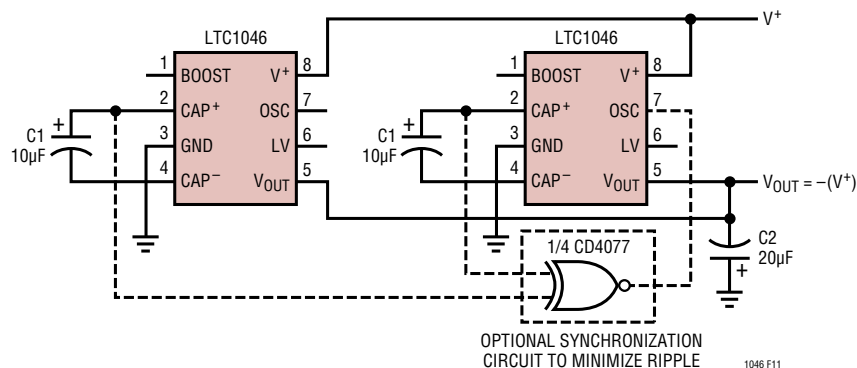 V+
LTC1046
LTC1046
1
BOOST
V+
8
2
CAP+
OSC
7
3
GND
LV
6
4
CAP−
VOUT
5
+
C1
10µF
1
BOOST
V+
8
2
CAP+
OSC
7
3
GND
LV
6
4
CAP−
VOUT
5
+
C1
10µF
VOUT = −(V+)
C2
20µF
+
1/4 CD4077
OPTIONAL SYNCHRONIZATION
CIRCUIT TO MINIMIZE RIPPLE
1046 F11